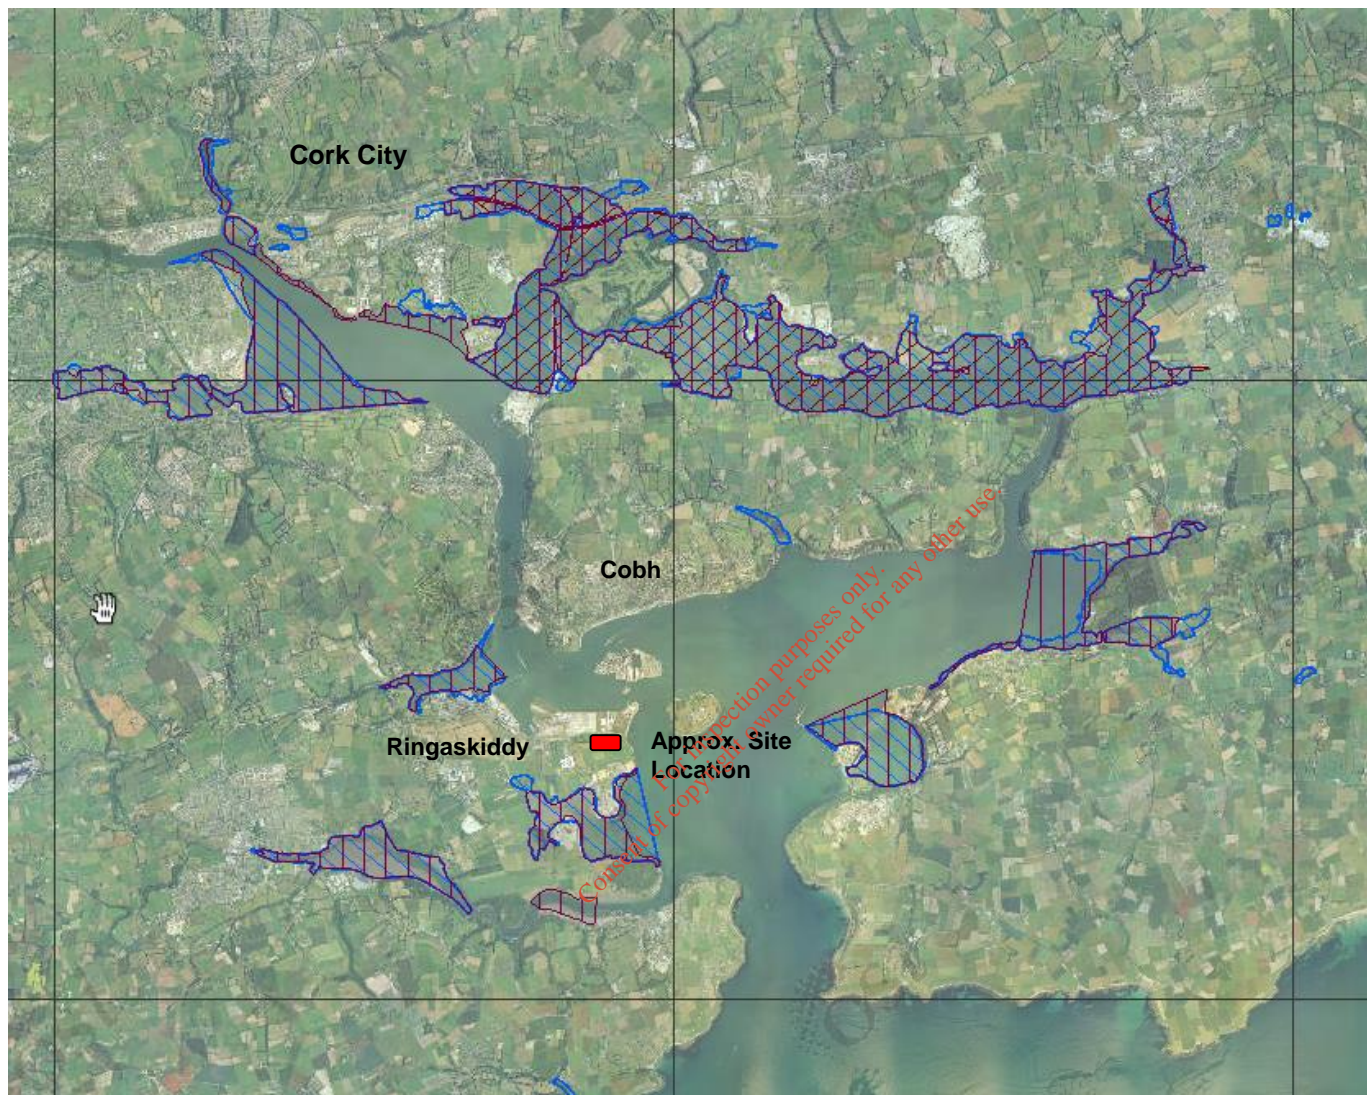 Cork City
Cobh
Ringaskiddy
Approx. Site
Location
For inspection purposes only.
Consent of copyright owner required for any other use.